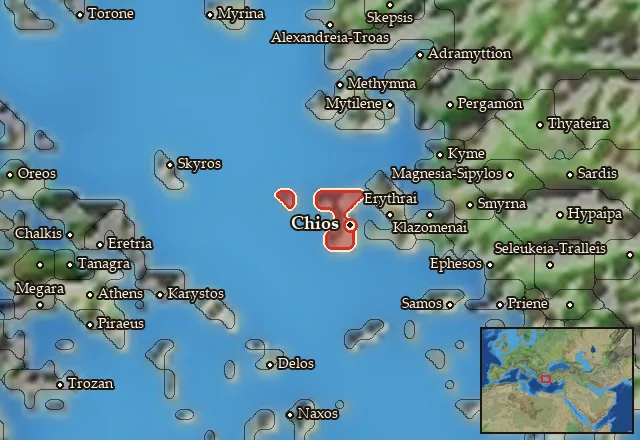 Torone
Myrina
Skepsis
Alexandreia-Troas
Adramyttion
Methymna
Mytilene
Pergamon
Thyateira
Skyros
Kyme
Oreos
Magnesia-Sipylos
Sardis
Erythrai
Smyrna
Hypaipa
Chios
Klazomenai
Chalkis
Eretria
Seleukeia-Tralleis
Tanagra
Ephesos
Megara
Athens
Karystos
Samos
Priene
Piraeus
Delos
Trozan
Naxos